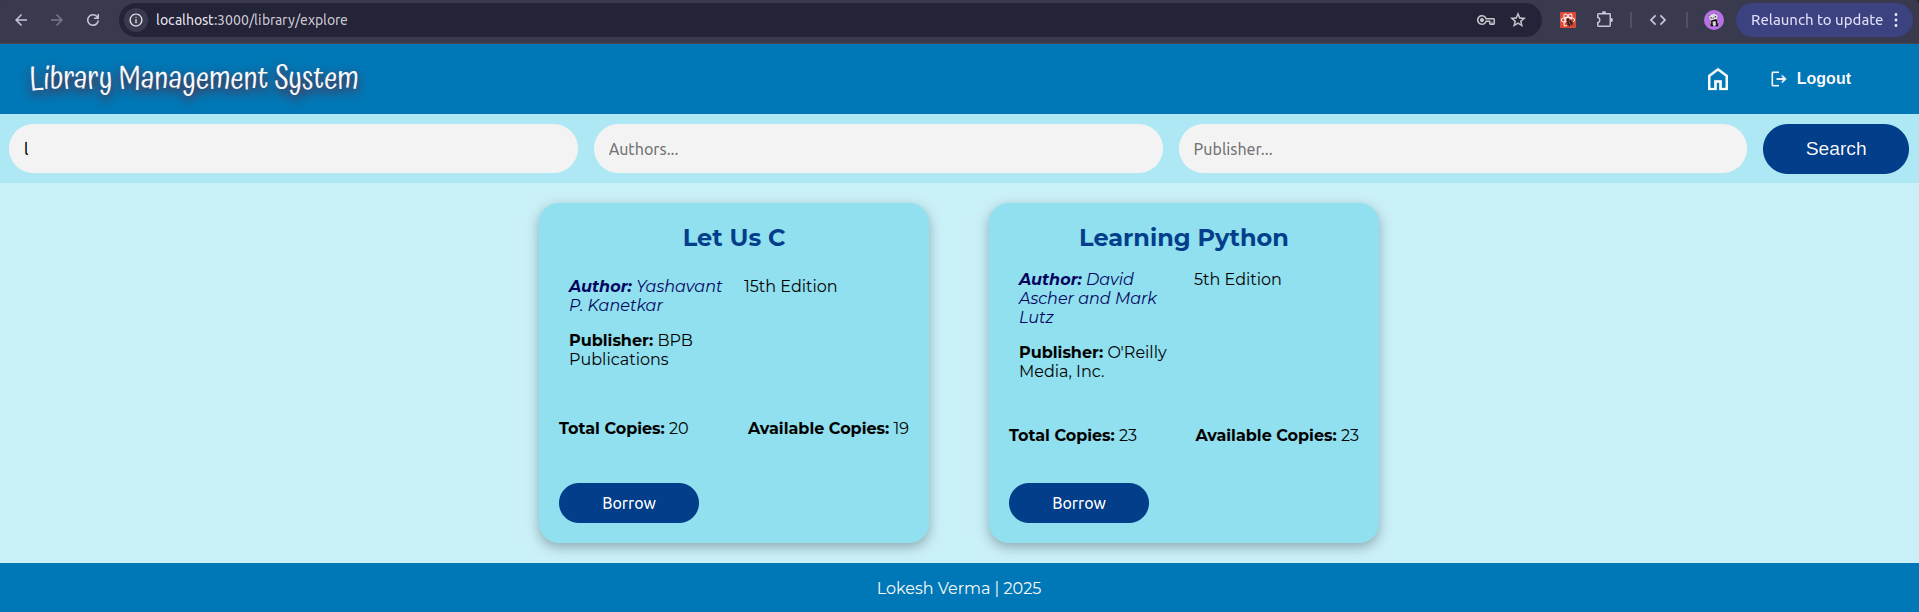 localhost:3000/library/explore
Relaunch to update
Library Management System
Logout
l
Authors...
Publisher...
Search
Let Us C
Author: Yashavant
P. Kanetkar
15th Edition
Publisher: BPB
Publications
Total Copies: 20
Available Copies: 19
Borrow
Learning Python
Author: David
Ascher and Mark
Lutz
5th Edition
Publisher: O'Reilly
Media, Inc.
Total Copies: 23
Available Copies: 23
Borrow
Lokesh Verma | 2025